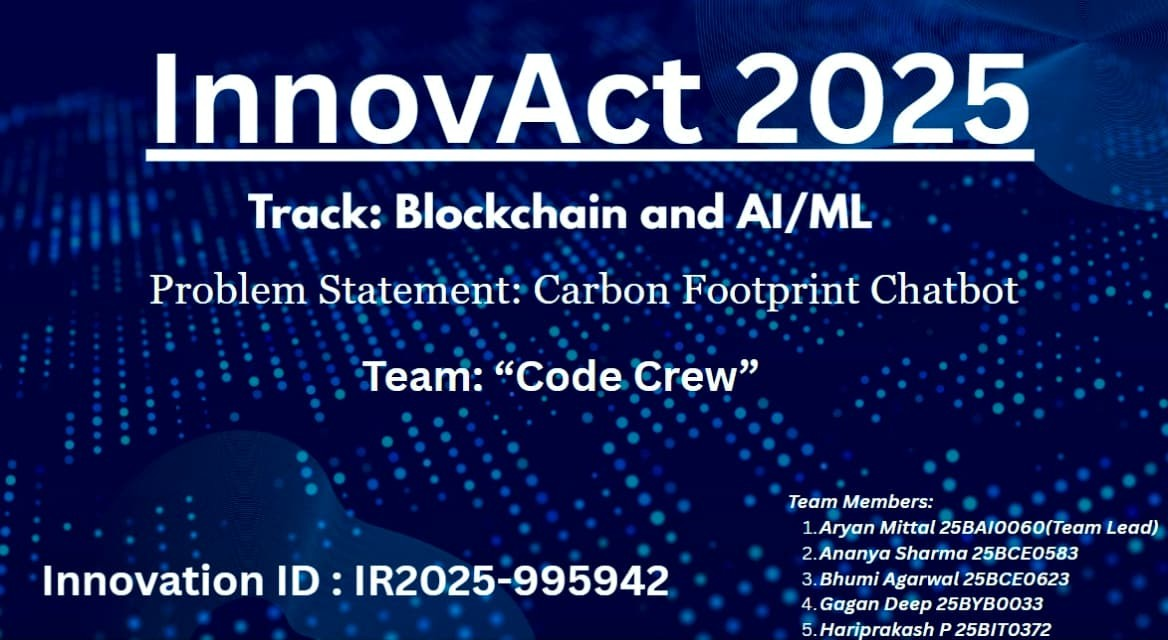 InnovAct 2025
Track: Blockchain and AI/ML
Problem Statement: Carbon Footprint Chatbot
Team: “Code Crew”
Team Members:
1. Aryan Mittal 25BAI0060(Team Lead)
2. Ananya Sharma 25BCE0583
3. Bhumi Agarwal 25BCE0623
4. Gagan Deep 25BYB0033
5. Hariprakash P 25BIT0372
Innovation ID : IR2025-995942